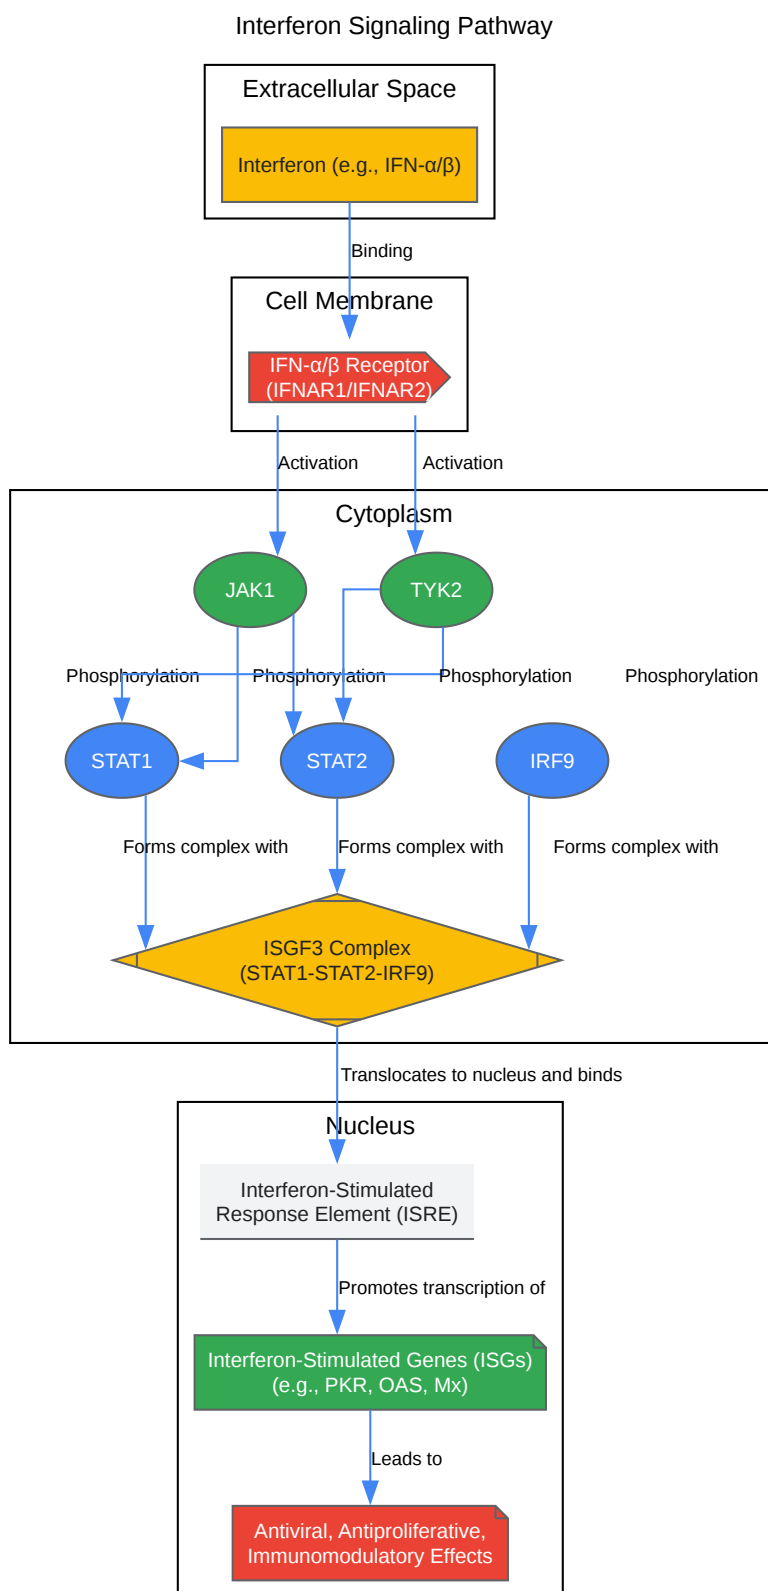 Interferon Signaling Pathway
Extracellular Space
Interferon (e.g., IFN-α/β)
Binding
Cell Membrane
IFN-α/β Receptor
(IFNAR1/IFNAR2)
Activation
Activation
Cytoplasm
JAK1
TYK2
Phosphorylation
Phosphorylation
Phosphorylation
Phosphorylation
STAT1
STAT2
IRF9
Forms complex with
Forms complex with
Forms complex with
ISGF3 Complex
(STAT1-STAT2-IRF9)
Translocates to nucleus and binds
Nucleus
Interferon-Stimulated
Response Element (ISRE)
Promotes transcription of
Interferon-Stimulated Genes (ISGs)
(e.g., PKR, OAS, Mx)
Leads to
Antiviral, Antiproliferative,
Immunomodulatory Effects